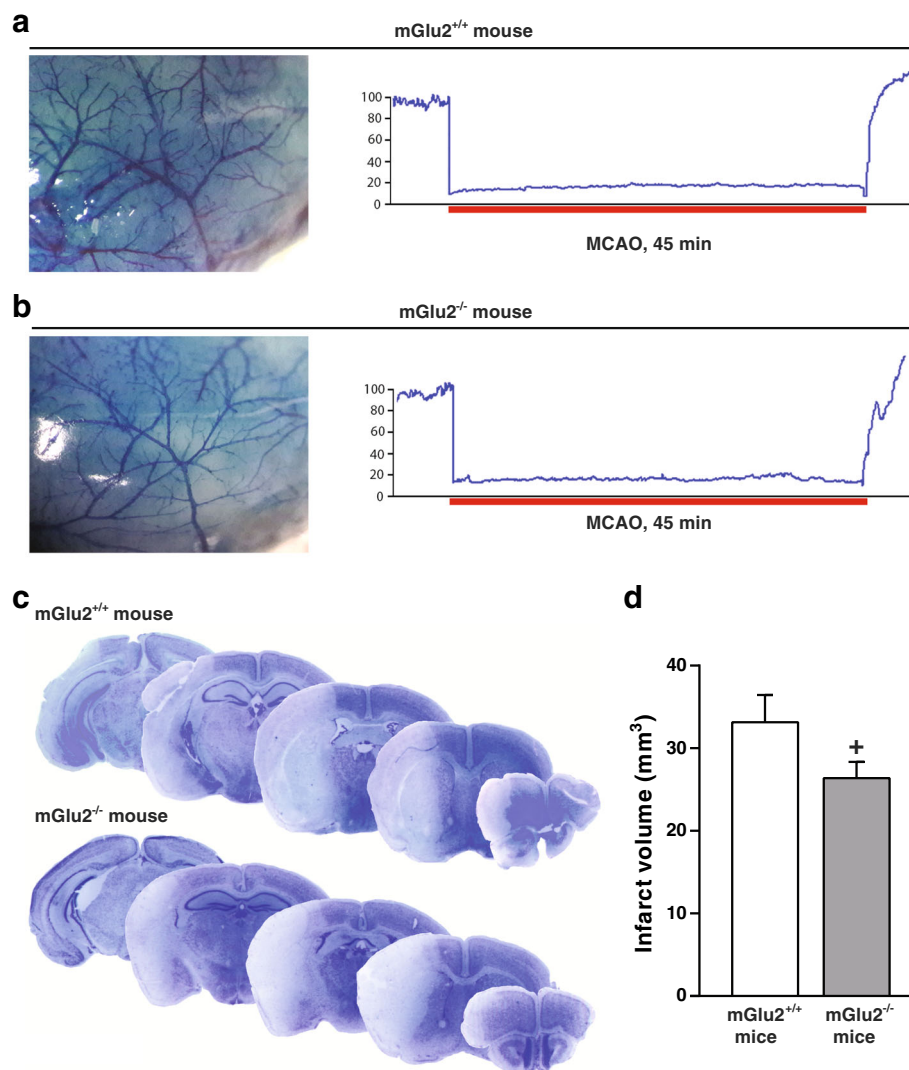 a
mGlu2+/+ mouse
100
80
60
40
20
0
MCAO, 45 min
b
mGlu2-/- mouse
100
80
60
40
20
0
MCAO, 45 min
c
mGlu2+/+ mouse
mGlu2-/- mouse
d
Infarct volume (mm3)
40
30
20
10
0
+
mGlu2+/+
mice
mGlu2-/-
mice